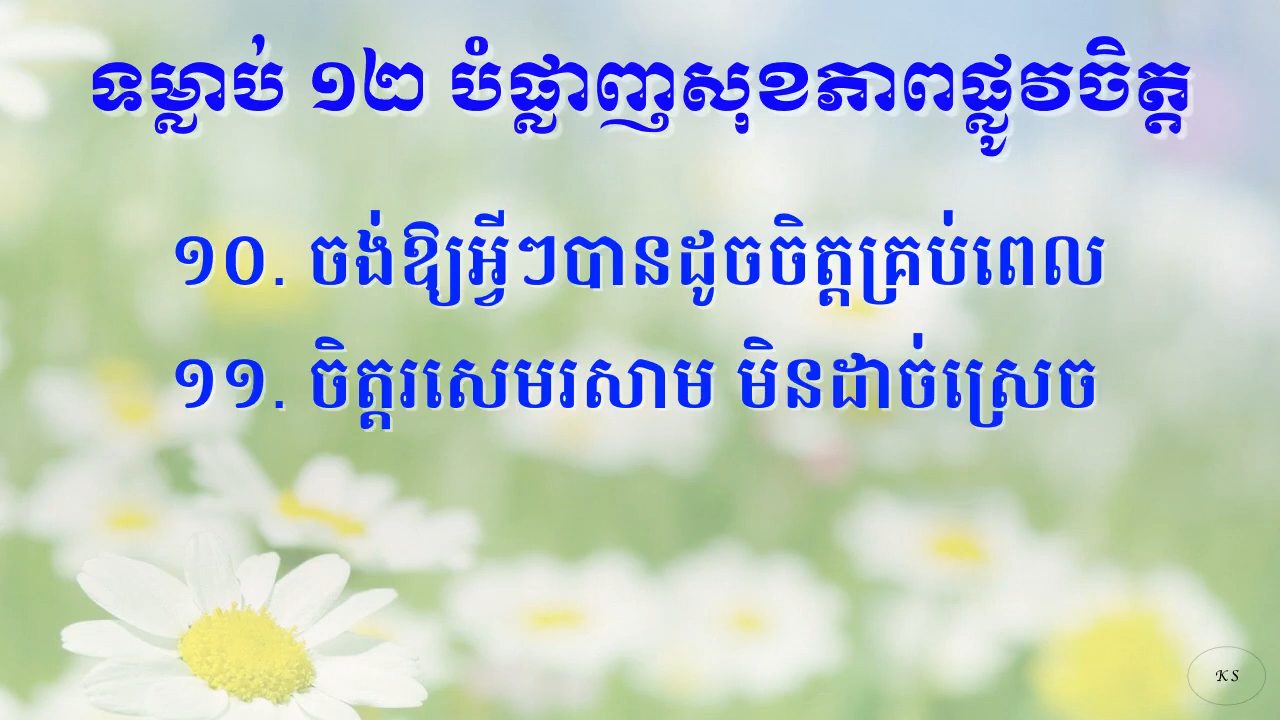 ទម្លាប់ ១២ បំផ្លាញសុខភាពផ្លូវចិត្ត
១០. ចង់ឱ្យអ្វីៗបានដូចចិត្តគ្រប់ពេល
១១. ចិត្តរសេមរសាម មិនដាច់ស្រេច
KS